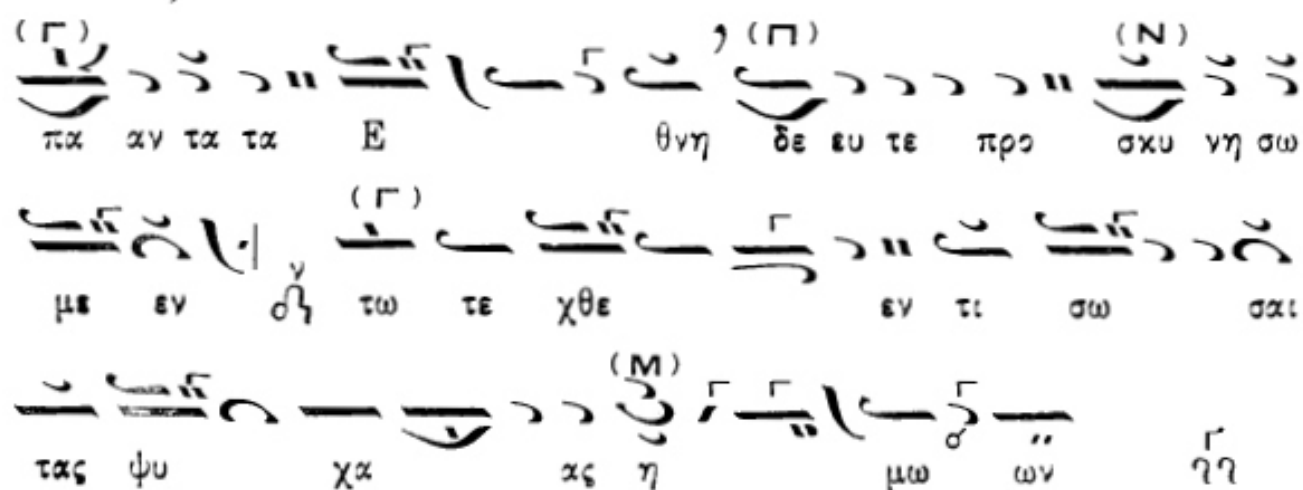 (Γ) (Π) (Ν)
πα αν τα τα Ε θνη δε ευ τε προ σκυ νη σω
(Γ)
με εν τω τε χθε εν τι σω σαι
(Μ)
τας ψυ χα ας η μω ων